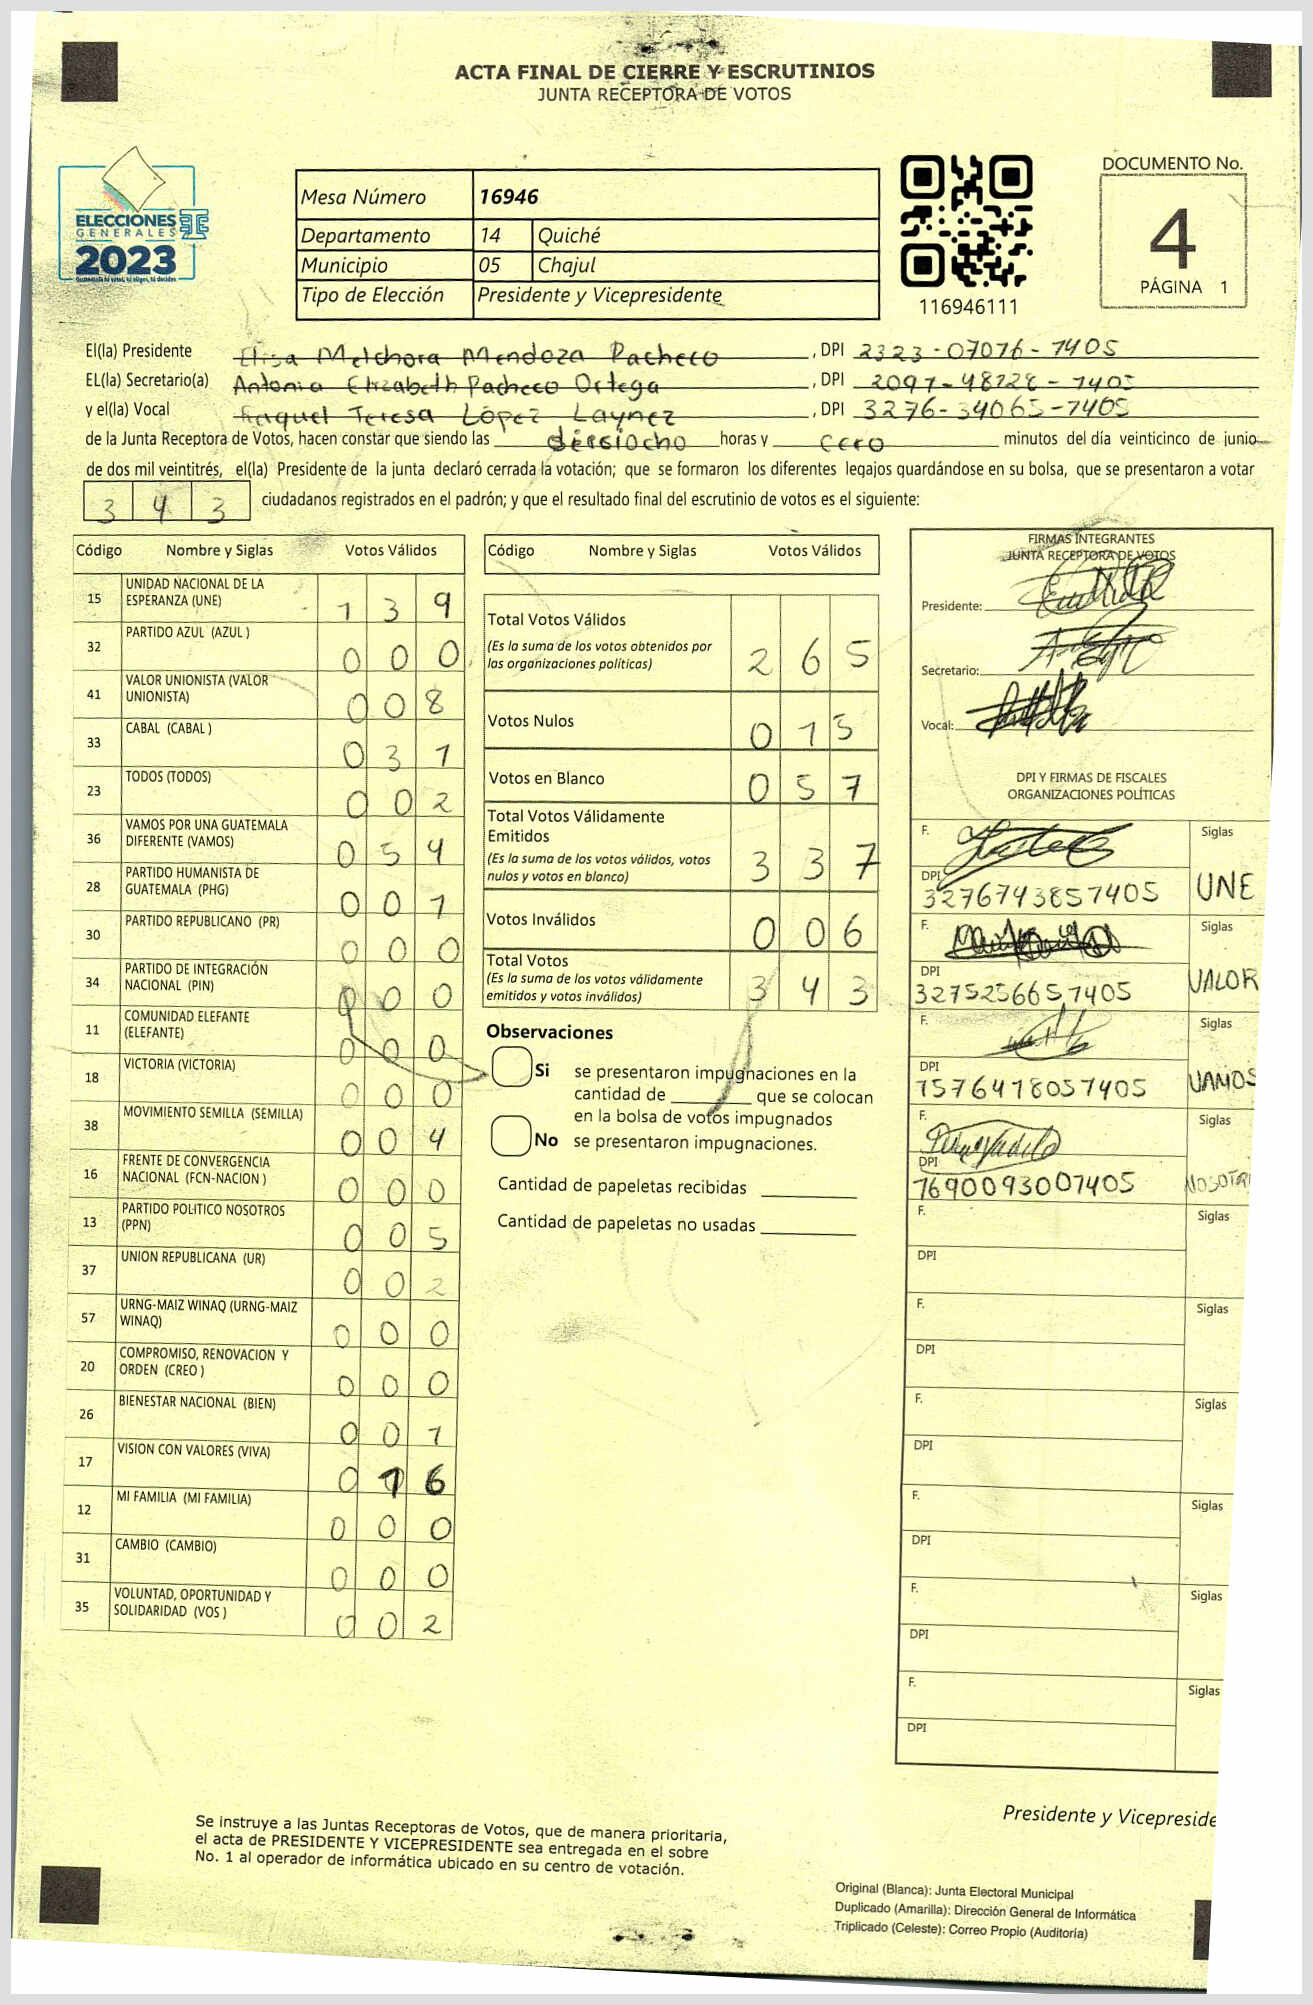 ACTA FINAL DE CIERRE Y ESCRUTINIOS
JUNTA RECEPTORA DE VOTOS
ELECCIONES
GENERALES
2023
Guatemala tú votas, tú eliges, tú decides
Mesa Número 16946
Departamento 14 Quiché
Municipio 05 Chajul
Tipo de Elección Presidente y Vicepresidente
116946111
DOCUMENTO No.
4
PÁGINA 1
El(la) Presidente Elisa Melchora Mendoza Pacheco, DPI 2323-07076-1405
EL(la) Secretario(a) Antonia Elizabeth Pacheco Ortega, DPI 2097-48728-1405
y el(la) Vocal Raquel Teresa López Laynez, DPI 3276-34065-1405
de la Junta Receptora de Votos, hacen constar que siendo las dieciocho horas y cero minutos del día veinticinco de junio
de dos mil veintitrés, el(la) Presidente de la junta declaró cerrada la votación; que se formaron los diferentes legajos guardándose en su bolsa, que se presentaron a votar
3 4 3 ciudadanos registrados en el padrón; y que el resultado final del escrutinio de votos es el siguiente:
Código Nombre y Siglas Votos Válidos
15 UNIDAD NACIONAL DE LA ESPERANZA (UNE) 1 3 9
32 PARTIDO AZUL (AZUL ) 0 0 0
41 VALOR UNIONISTA (VALOR UNIONISTA) 0 0 8
33 CABAL (CABAL ) 0 3 1
23 TODOS (TODOS) 0 0 2
36 VAMOS POR UNA GUATEMALA DIFERENTE (VAMOS) 0 5 4
28 PARTIDO HUMANISTA DE GUATEMALA (PHG) 0 0 1
30 PARTIDO REPUBLICANO (PR) 0 0 0
34 PARTIDO DE INTEGRACIÓN NACIONAL (PIN) 0 0 0
11 COMUNIDAD ELEFANTE (ELEFANTE) 0 0 0
18 VICTORIA (VICTORIA) 0 0 0
38 MOVIMIENTO SEMILLA (SEMILLA) 0 0 4
16 FRENTE DE CONVERGENCIA NACIONAL (FCN-NACION ) 0 0 0
13 PARTIDO POLITICO NOSOTROS (PPN) 0 0 5
37 UNION REPUBLICANA (UR) 0 0 2
57 URNG-MAIZ WINAQ (URNG-MAIZ WINAQ) 0 0 0
20 COMPROMISO, RENOVACION Y ORDEN (CREO ) 0 0 0
26 BIENESTAR NACIONAL (BIEN) 0 0 1
17 VISION CON VALORES (VIVA) 0 1 6
12 MI FAMILIA (MI FAMILIA) 0 0 0
31 CAMBIO (CAMBIO) 0 0 0
35 VOLUNTAD, OPORTUNIDAD Y SOLIDARIDAD (VOS ) 0 0 2
Código Nombre y Siglas Votos Válidos
Total Votos Válidos
(Es la suma de los votos obtenidos por
las organizaciones políticas) 2 6 5
Votos Nulos 0 1 5
Votos en Blanco 0 5 7
Total Votos Válidamente
Emitidos
(Es la suma de los votos válidos, votos
nulos y votos en blanco) 3 3 7
Votos Inválidos 0 0 6
Total Votos
(Es la suma de los votos válidamente
emitidos y votos inválidos) 3 4 3
Observaciones
Si se presentaron impugnaciones en la
cantidad de ________ que se colocan
en la bolsa de votos impugnados
No se presentaron impugnaciones.
Cantidad de papeletas recibidas
Cantidad de papeletas no usadas
FIRMAS INTEGRANTES
JUNTA RECEPTORA DE VOTOS
Presidente:
Secretario:
Vocal:
DPI Y FIRMAS DE FISCALES
ORGANIZACIONES POLÍTICAS
F. Siglas
DPI 3276743857405 UNE
F. Siglas
DPI 3275256657405 VALOR
F. Siglas
DPI 1576418057405 VAMOS
F. Siglas
DPI 1690093007405
F. Siglas
DPI
F. Siglas
DPI
F. Siglas
DPI
F. Siglas
DPI
F. Siglas
DPI
F. Siglas
DPI
Presidente y Vicepreside
Se instruye a las Juntas Receptoras de Votos, que de manera prioritaria,
el acta de PRESIDENTE Y VICEPRESIDENTE sea entregada en el sobre
No. 1 al operador de informática ubicado en su centro de votación.
Original (Blanca): Junta Electoral Municipal
Duplicado (Amarilla): Dirección General de Informática
Triplicado (Celeste): Correo Propio (Auditoría)